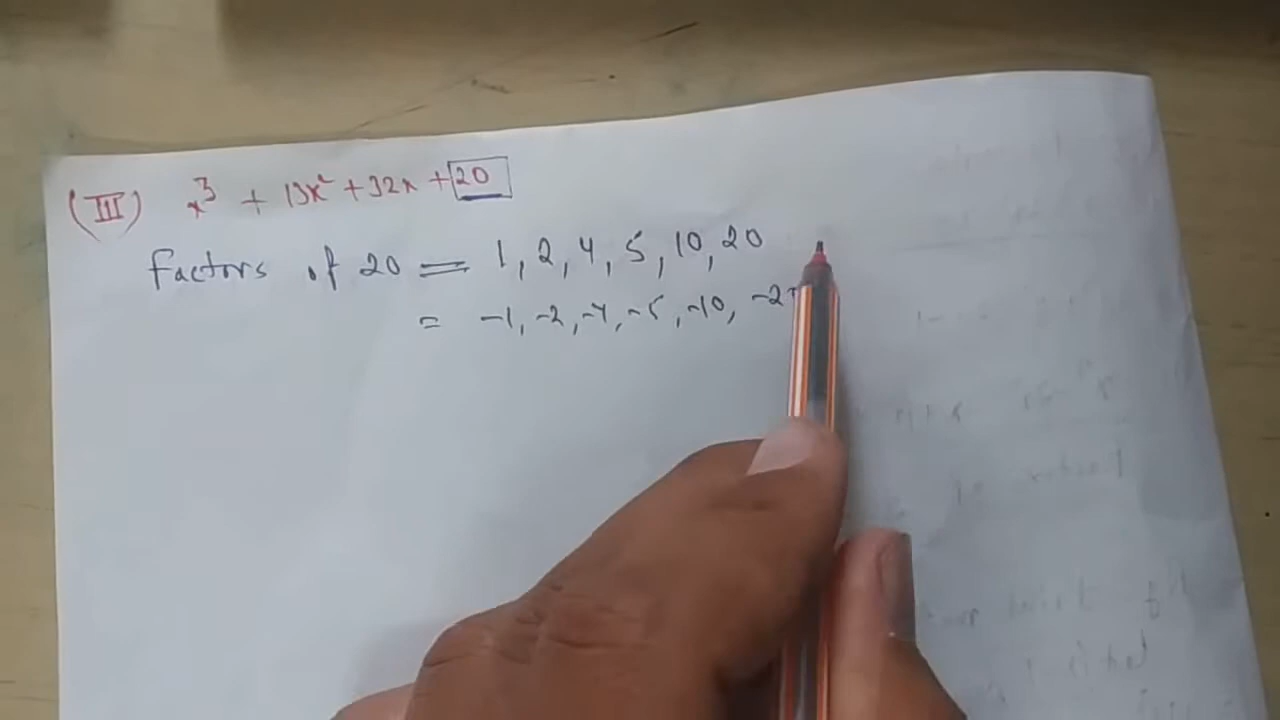 (III) x³ + 13x² + 32x + 20
Factors of 20 = 1, 2, 4, 5, 10, 20
= -1, -2, -4, -5, -10,